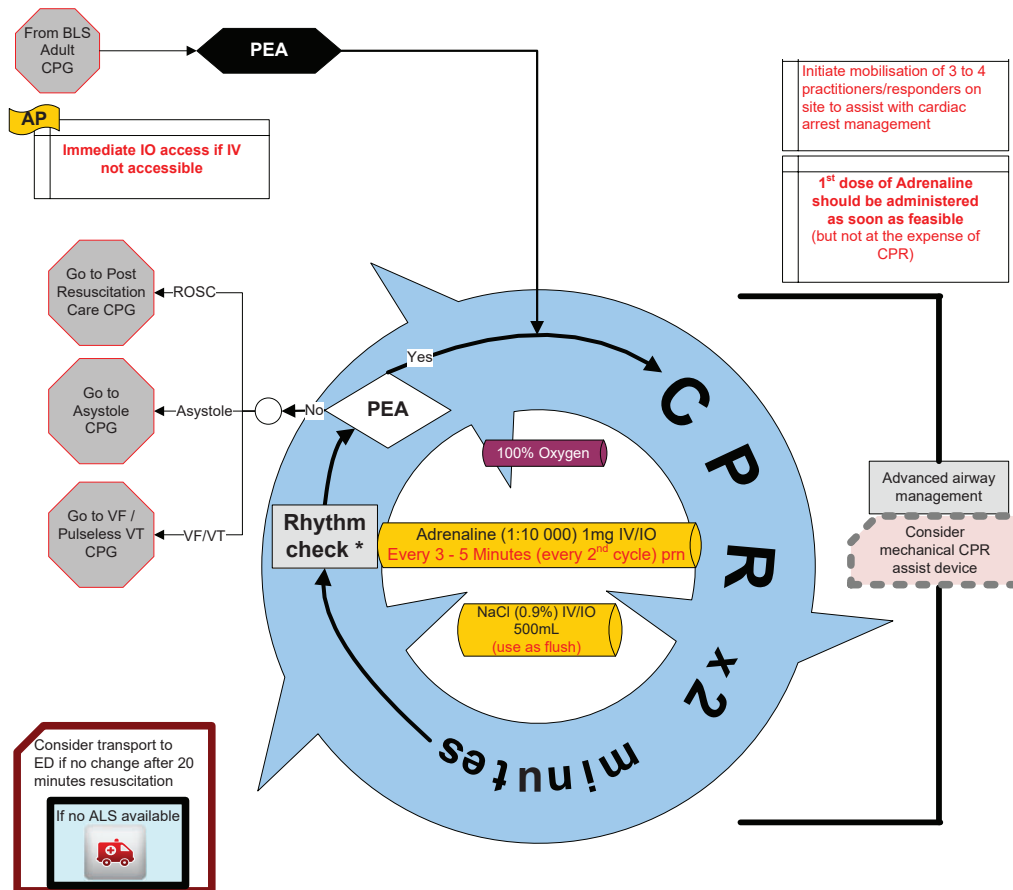 From BLS
Adult
CPG
PEA
AP
Immediate IO access if IV
not accessible
Initiate mobilisation of 3 to 4
practitioners/responders on
site to assist with cardiac
arrest management
1st dose of Adrenaline
should be administered
as soon as feasible
(but not at the expense of
CPR)
Go to Post
Resuscitation
Care CPG
ROSC
Go to
Asystole
CPG
Asystole
Go to VF /
Pulseless VT
CPG
VF/VT
No
PEA
Yes
CPR x2 minutes
100% Oxygen
Rhythm
check *
Adrenaline (1:10 000) 1mg IV/IO
Every 3 - 5 Minutes (every 2nd cycle) prn
NaCl (0.9%) IV/IO
500mL
(use as flush)
Advanced airway
management
Consider
mechanical CPR
assist device
Consider transport to
ED if no change after 20
minutes resuscitation
If no ALS available